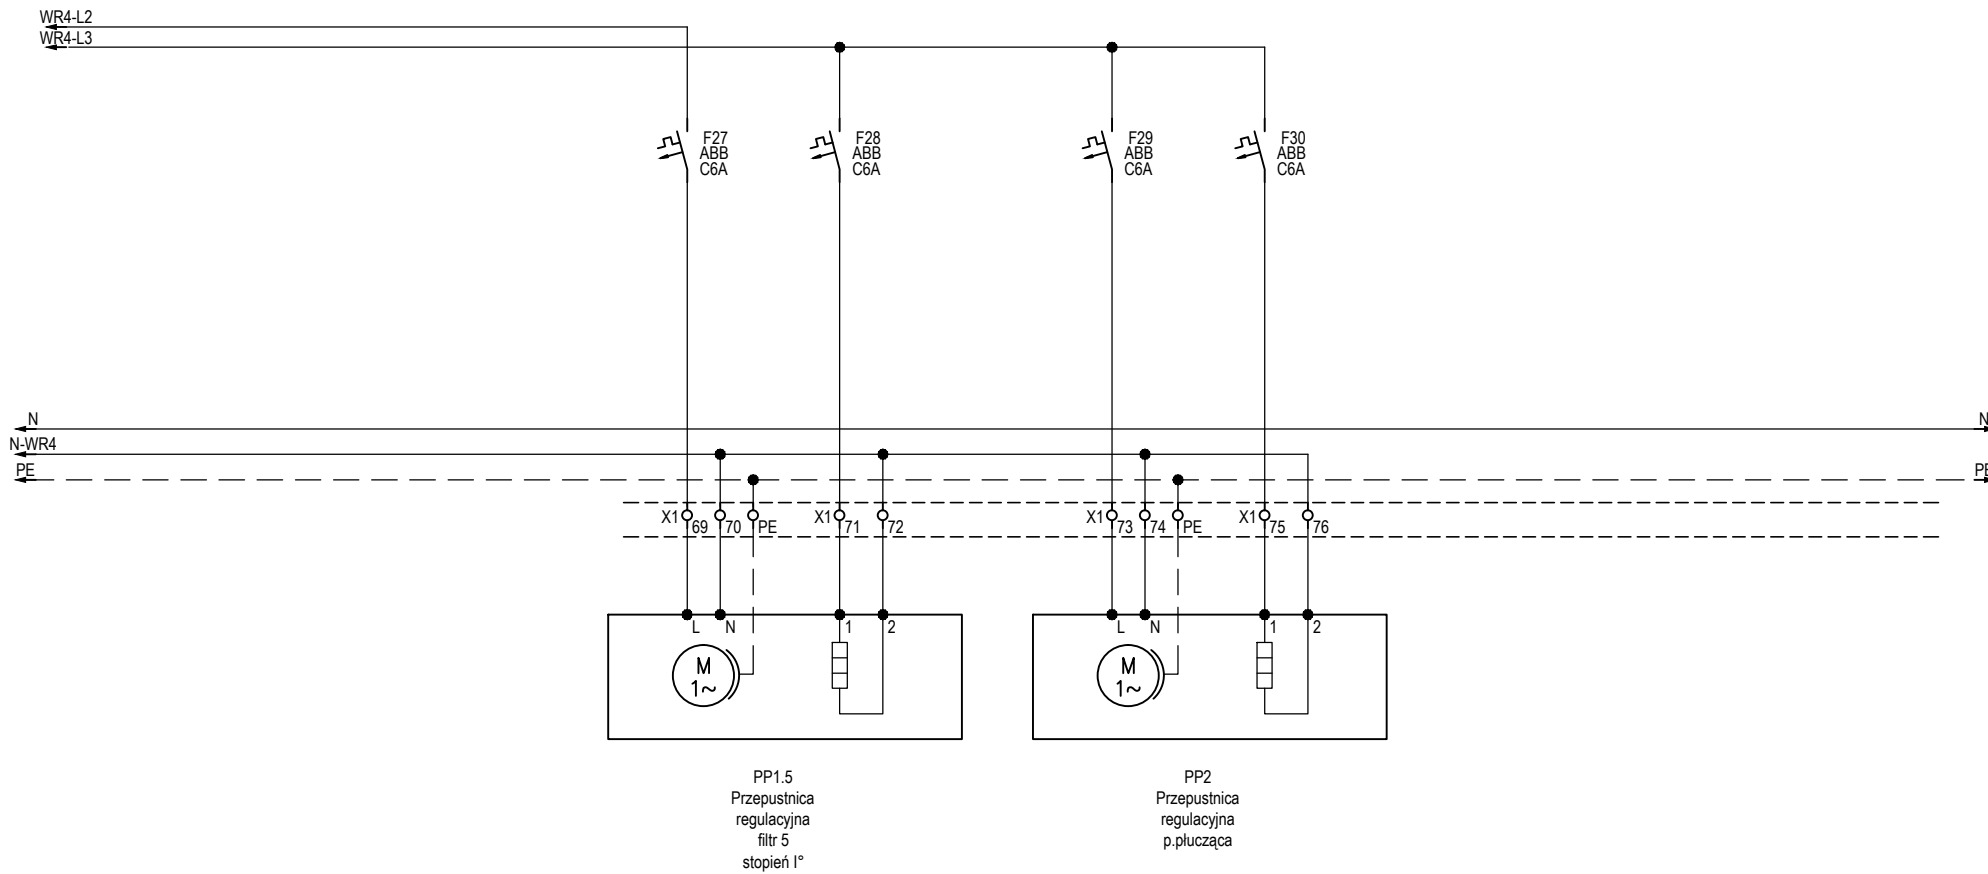 WR4-L2
WR4-L3
F27
ABB
C6A
F28
ABB
C6A
F29
ABB
C6A
F30
ABB
C6A
N
N
N-WR4
PE
PE
X1 69 70 PE X1 71 72 X1 73 74 PE X1 75 76
L N 1 2 L N 1 2
M
1~
M
1~
PP1.5
Przepustnica
regulacyjna
filtr 5
stopień I°
PP2
Przepustnica
regulacyjna
p.płucząca